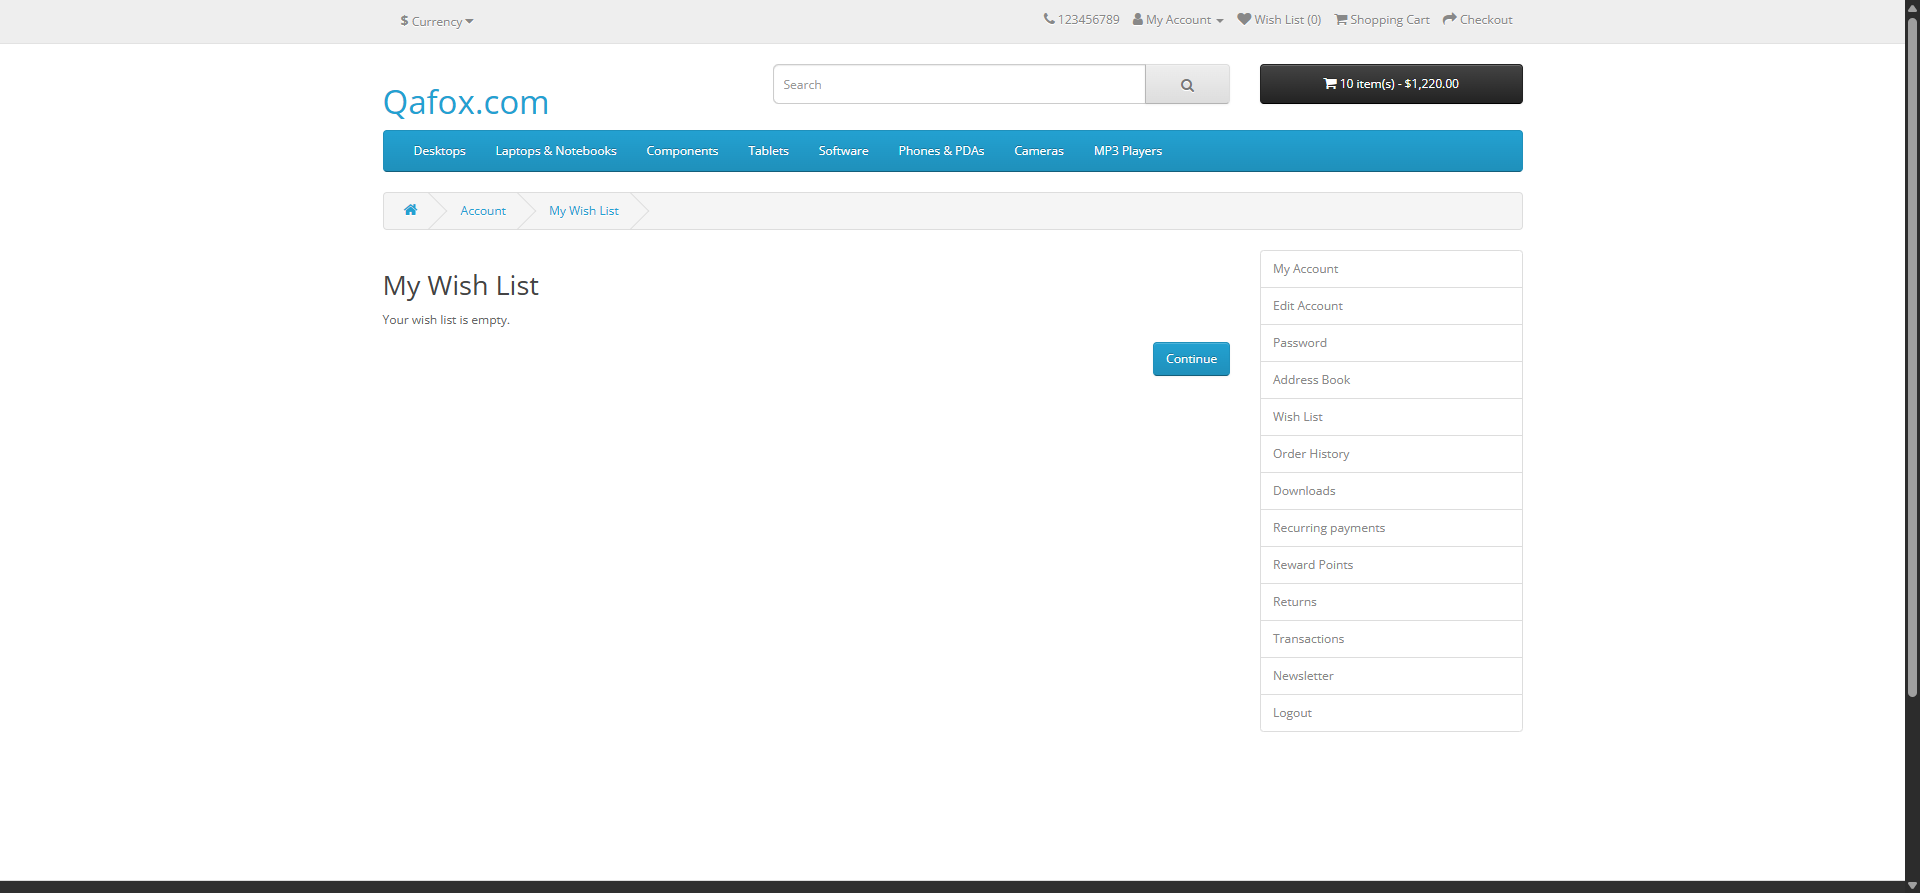 $ Currency
123456789 My Account Wish List (0) Shopping Cart Checkout
Qafox.com
Search
10 item(s) - $1,220.00
Desktops Laptops & Notebooks Components Tablets Software Phones & PDAs Cameras MP3 Players
Account My Wish List
My Wish List
Your wish list is empty.
Continue
My Account
Edit Account
Password
Address Book
Wish List
Order History
Downloads
Recurring payments
Reward Points
Returns
Transactions
Newsletter
Logout